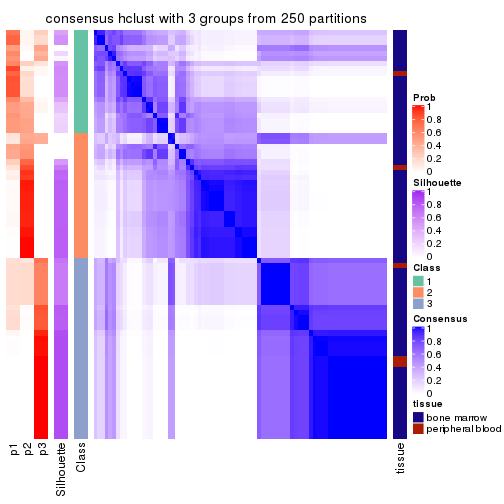 consensus hclust with 3 groups from 250 partitions
Prob
1
0.8
0.6
0.4
0.2
0
Silhouette
1
0.8
0.6
0.4
0.2
0
Class
1
2
3
Consensus
1
0.8
0.6
0.4
0.2
0
tissue
bone marrow
peripheral blood
p1
p2
p3
Silhouette
Class
tissue